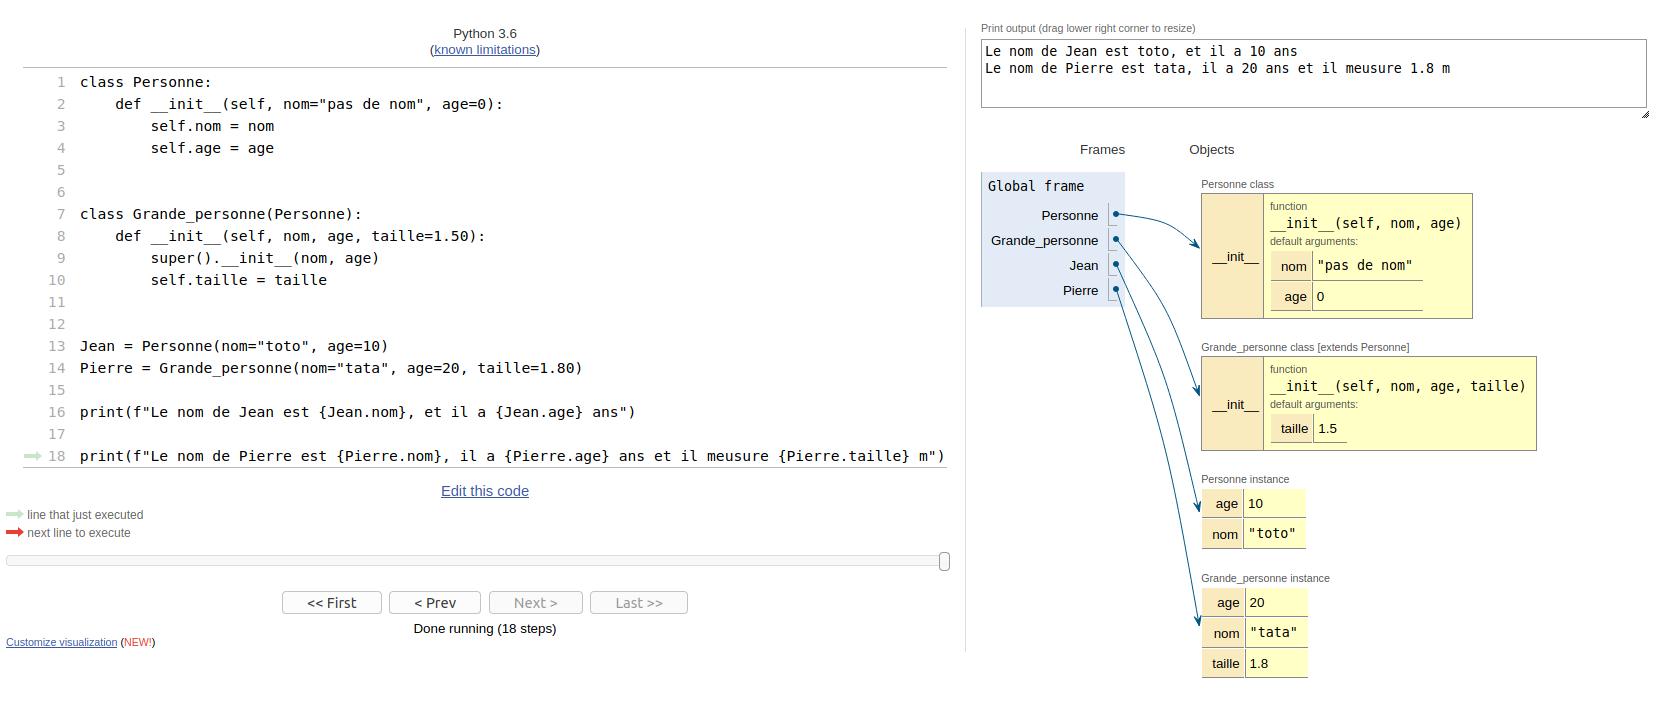 Python 3.6
(known limitations)
1 class Personne:
2     def __init__(self, nom="pas de nom", age=0):
3         self.nom = nom
4         self.age = age
5
6
7 class Grande_personne(Personne):
8     def __init__(self, nom, age, taille=1.50):
9         super().__init__(nom, age)
10         self.taille = taille
11
12
13 Jean = Personne(nom="toto", age=10)
14 Pierre = Grande_personne(nom="tata", age=20, taille=1.80)
15
16 print(f"Le nom de Jean est {Jean.nom}, et il a {Jean.age} ans")
17
18 print(f"Le nom de Pierre est {Pierre.nom}, il a {Pierre.age} ans et il meusure {Pierre.taille} m")
Edit this code
line that just executed
next line to execute
<< First < Prev Next > Last >>
Done running (18 steps)
Customize visualization (NEW!)
Print output (drag lower right corner to resize)
Le nom de Jean est toto, et il a 10 ans
Le nom de Pierre est tata, il a 20 ans et il meusure 1.8 m
Frames Objects
Global frame
Personne
Grande_personne
Jean
Pierre
Personne class
__init__
function
__init__(self, nom, age)
default arguments:
nom "pas de nom"
age 0
Grande_personne class [extends Personne]
__init__
function
__init__(self, nom, age, taille)
default arguments:
taille 1.5
Personne instance
age 10
nom "toto"
Grande_personne instance
age 20
nom "tata"
taille 1.8